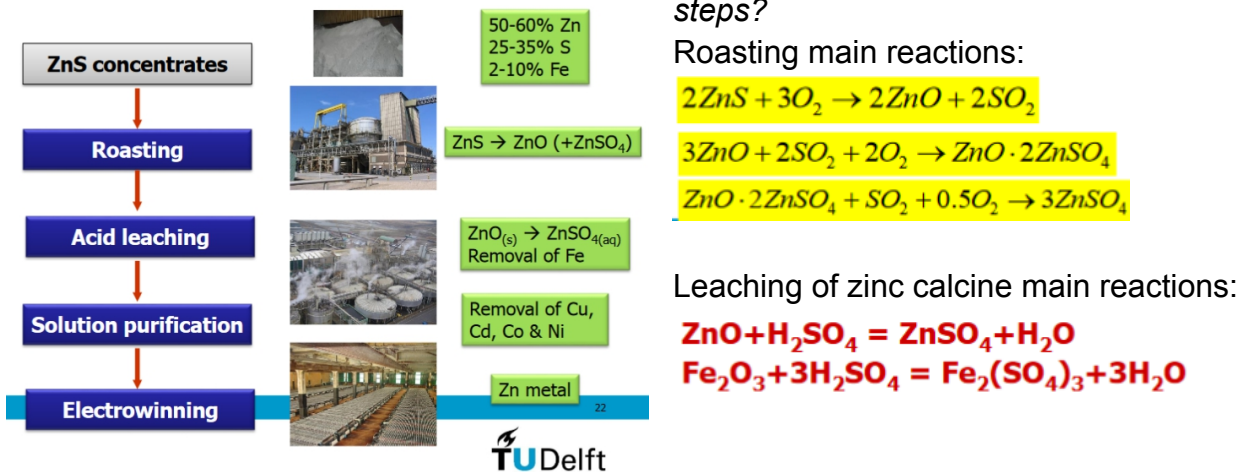 ZnS concentrates
Roasting
Acid leaching
Solution purification
Electrowinning
50-60% Zn
25-35% S
2-10% Fe
ZnS → ZnO (+ZnSO₄)
ZnO₍ₛ₎ → ZnSO₄₍ₐq₎
Removal of Fe
Removal of Cu,
Cd, Co & Ni
Zn metal
22
TUDelft
steps?
Roasting main reactions:
2ZnS + 3O₂ → 2ZnO + 2SO₂
3ZnO + 2SO₂ + 2O₂ → ZnO · 2ZnSO₄
ZnO · 2ZnSO₄ + SO₂ + 0.5O₂ → 3ZnSO₄
Leaching of zinc calcine main reactions:
ZnO+H₂SO₄ = ZnSO₄+H₂O
Fe₂O₃+3H₂SO₄ = Fe₂(SO₄)₃+3H₂O